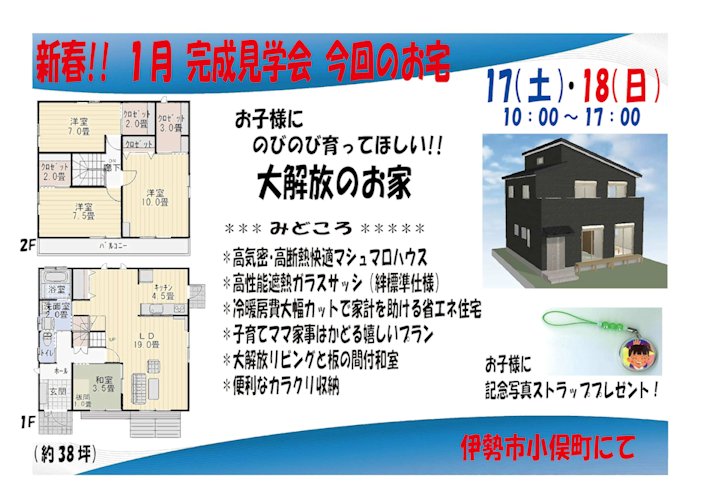 新春!! 1月 完成見学会 今回のお宅
17(土)・18(日)
10：00～17：00
お子様に
のびのび育ってほしい!!
大解放のお家
*** みどころ *****
*高気密・高断熱快適マシュマロハウス
*高性能遮熱ガラスサッシ（絆標準仕様）
*冷暖房費大幅カットで家計を助ける省エネ住宅
*子育てママ家事はかどる嬉しいプラン
*大解放リビングと板の間付和室
*便利なカラクリ収納
お子様に
記念写真ストラッププレゼント！
伊勢市小俣町にて
洋室
7.0畳
クロゼット
2.0畳
クロゼット
3.0畳
クロゼット
クロゼット
2.0畳
DN
廊下
洋室
10.0畳
洋室
7.5畳
バルコニー
2F
浴室
洗面室
2.0畳
トイレ
キッチン
4.5畳
LD
19.0畳
ホール
玄関
和室
3.5畳
板間
1.0畳
1F
(約38坪)